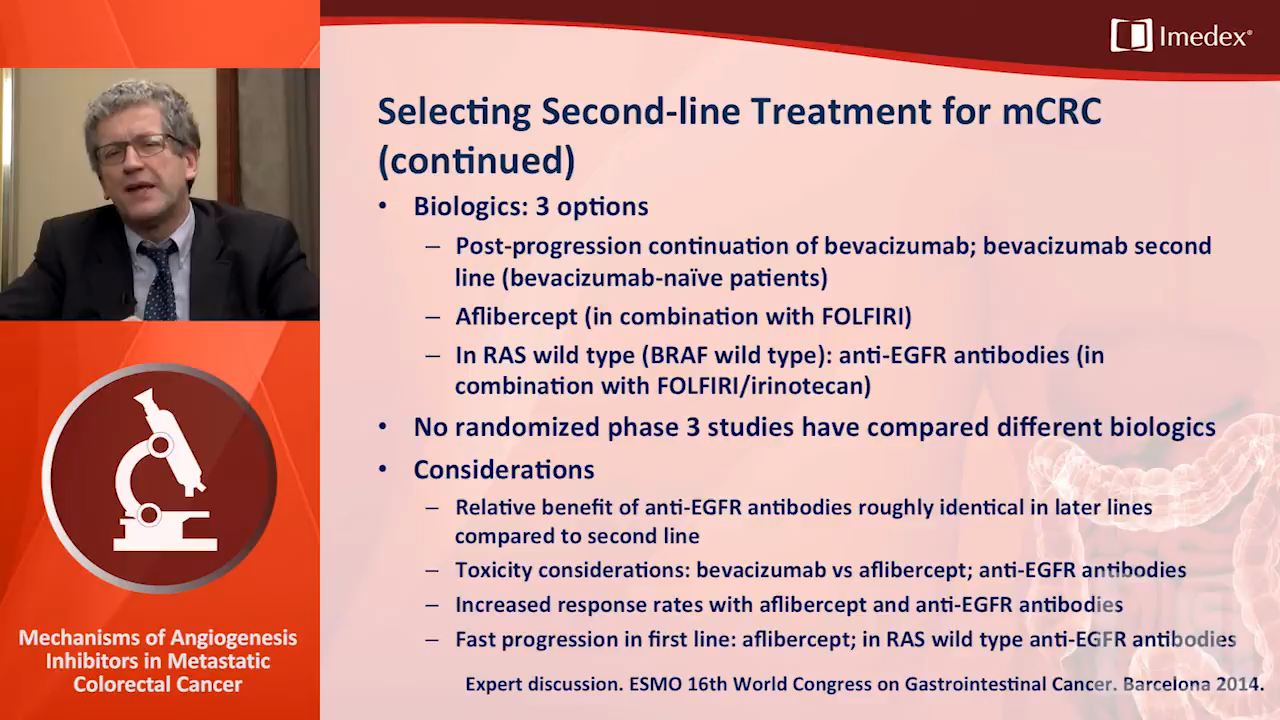 Imedex®
Selecting Second-line Treatment for mCRC
(continued)
• Biologics: 3 options
– Post-progression continuation of bevacizumab; bevacizumab second
line (bevacizumab-naïve patients)
– Aflibercept (in combination with FOLFIRI)
– In RAS wild type (BRAF wild type): anti-EGFR antibodies (in
combination with FOLFIRI/irinotecan)
• No randomized phase 3 studies have compared different biologics
• Considerations
– Relative benefit of anti-EGFR antibodies roughly identical in later lines
compared to second line
– Toxicity considerations: bevacizumab vs aflibercept; anti-EGFR antibodies
– Increased response rates with aflibercept and anti-EGFR antibodies
– Fast progression in first line: aflibercept; in RAS wild type anti-EGFR antibodies
Expert discussion. ESMO 16th World Congress on Gastrointestinal Cancer. Barcelona 2014.
Mechanisms of Angiogenesis
Inhibitors in Metastatic
Colorectal Cancer